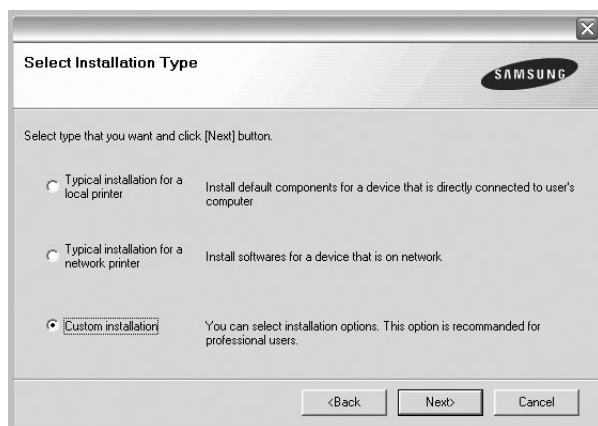 Select Installation Type
SAMSUNG
Select type that you want and click [Next] button.
Typical installation for a
local printer
Install default components for a device that is directly connected to user's
computer
Typical installation for a
network printer
Install softwares for a device that is on network
Custom installation
You can select installation options. This option is recommanded for
professional users.
<Back
Next>
Cancel